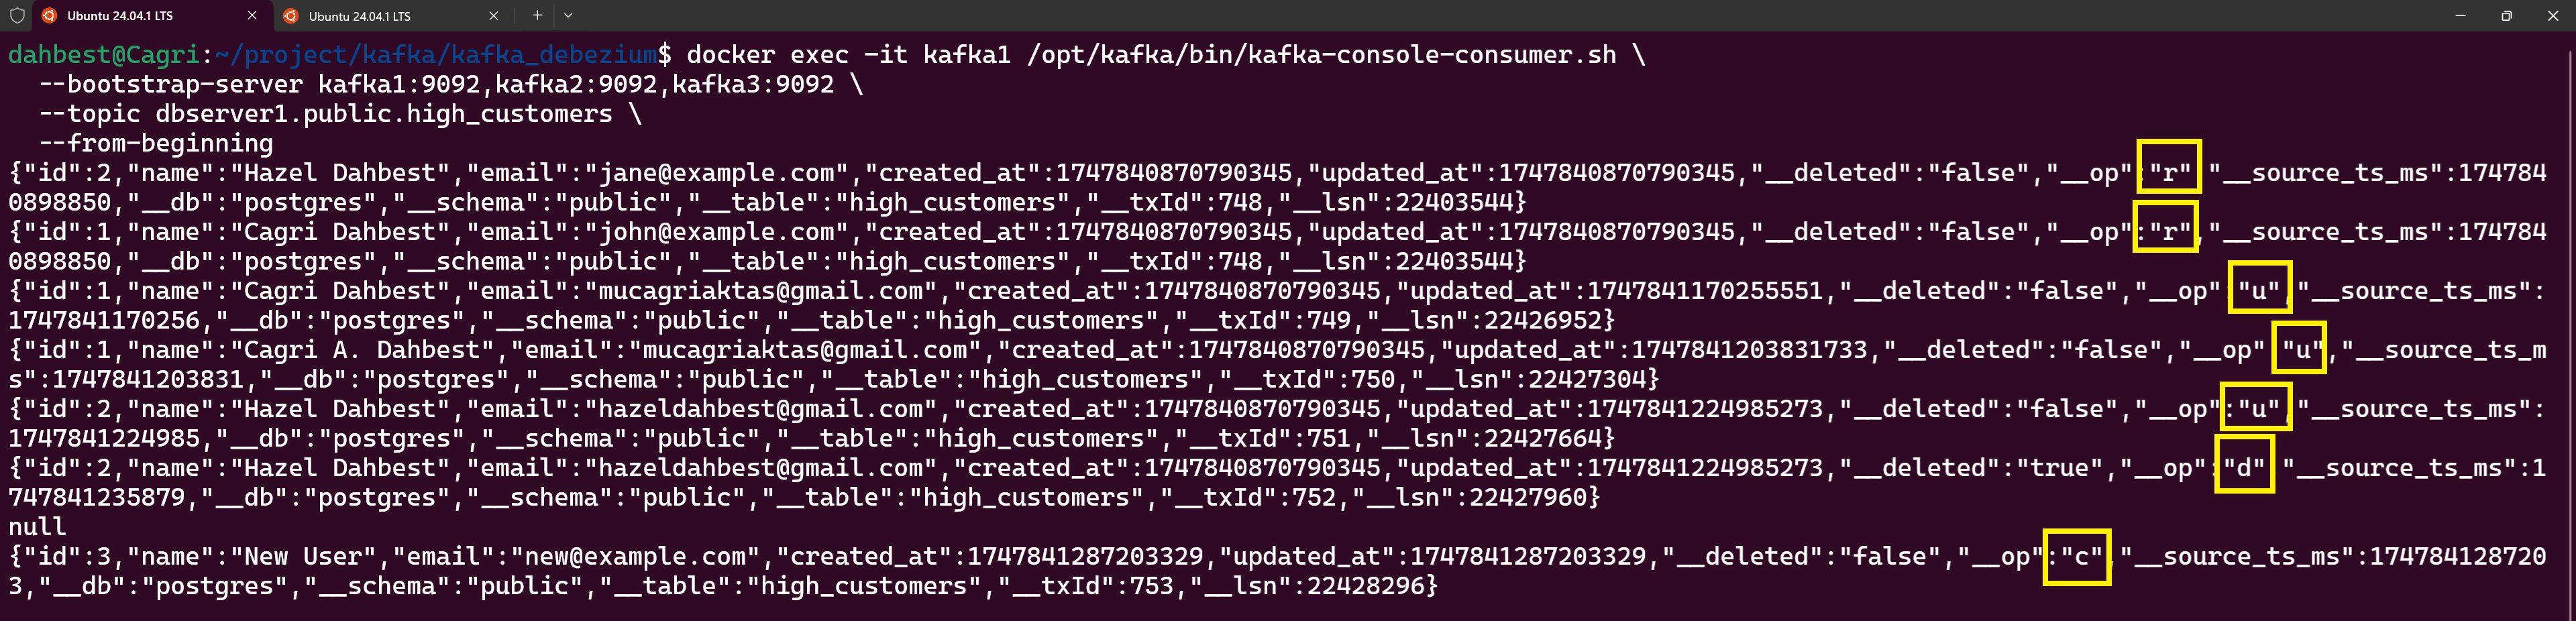 Ubuntu 24.04.1 LTS
Ubuntu 24.04.1 LTS
dahbest@Cagri:~/project/kafka/kafka_debezium$ docker exec -it kafka1 /opt/kafka/bin/kafka-console-consumer.sh \
--bootstrap-server kafka1:9092,kafka2:9092,kafka3:9092 \
--topic dbserver1.public.high_customers \
--from-beginning
{"id":2,"name":"Hazel Dahbest","email":"jane@example.com","created_at":1747840870790345,"updated_at":1747840870790345,"__deleted":"false","__op":"r" "__source_ts_ms":174784
0898850,"__db":"postgres","__schema":"public","__table":"high_customers","__txId":748,"__lsn":22403544}
{"id":1,"name":"Cagri Dahbest","email":"john@example.com","created_at":1747840870790345,"updated_at":1747840870790345,"__deleted":"false","__op":"r","__source_ts_ms":174784
0898850,"__db":"postgres","__schema":"public","__table":"high_customers","__txId":748,"__lsn":22403544}
{"id":1,"name":"Cagri Dahbest","email":"mucagriaktas@gmail.com","created_at":1747840870790345,"updated_at":1747841170255551,"__deleted":"false","__op":"u","__source_ts_ms":
1747841170256,"__db":"postgres","__schema":"public","__table":"high_customers","__txId":749,"__lsn":22426952}
{"id":1,"name":"Cagri A. Dahbest","email":"mucagriaktas@gmail.com","created_at":1747840870790345,"updated_at":1747841203831733,"__deleted":"false","__op" "u","__source_ts_m
s":1747841203831,"__db":"postgres","__schema":"public","__table":"high_customers","__txId":750,"__lsn":22427304}
{"id":2,"name":"Hazel Dahbest","email":"hazeldahbest@gmail.com","created_at":1747840870790345,"updated_at":1747841224985273,"__deleted":"false","__op":"u","__source_ts_ms":
1747841224985,"__db":"postgres","__schema":"public","__table":"high_customers","__txId":751,"__lsn":22427664}
{"id":2,"name":"Hazel Dahbest","email":"hazeldahbest@gmail.com","created_at":1747840870790345,"updated_at":1747841224985273,"__deleted":"true","__op":"d" "__source_ts_ms":1
747841235879,"__db":"postgres","__schema":"public","__table":"high_customers","__txId":752,"__lsn":22427960}
null
{"id":3,"name":"New User","email":"new@example.com","created_at":1747841287203329,"updated_at":1747841287203329,"__deleted":"false","__op":"c","__source_ts_ms":174784128720
3,"__db":"postgres","__schema":"public","__table":"high_customers","__txId":753,"__lsn":22428296}